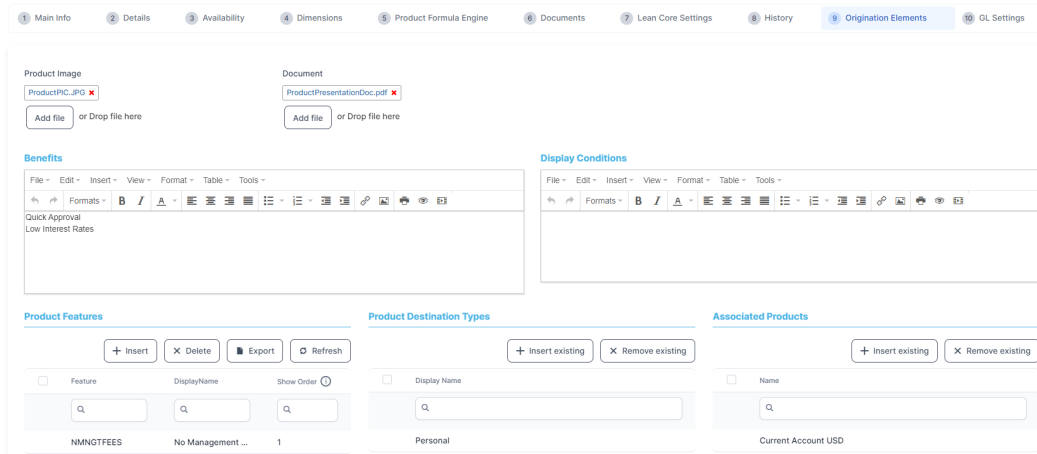 1 Main Info 2 Details 3 Availability 4 Dimensions 5 Product Formula Engine 6 Documents 7 Lean Core Settings 8 History 9 Origination Elements 10 GL Settings
Product Image Document
ProductPIC.JPG ProductPresentationDoc.pdf
Add file or Drop file here Add file or Drop file here
Benefits Display Conditions
File Edit Insert View Format Table Tools File Edit Insert View Format Table Tools
Formats B I A Formats B I A
Quick Approval
Low Interest Rates
Product Features Product Destination Types Associated Products
+ Insert Delete Export Refresh + Insert existing Remove existing + Insert existing Remove existing
Feature DisplayName Show Order Display Name Name
NMNGTFEES No Management ... 1 Personal Current Account USD